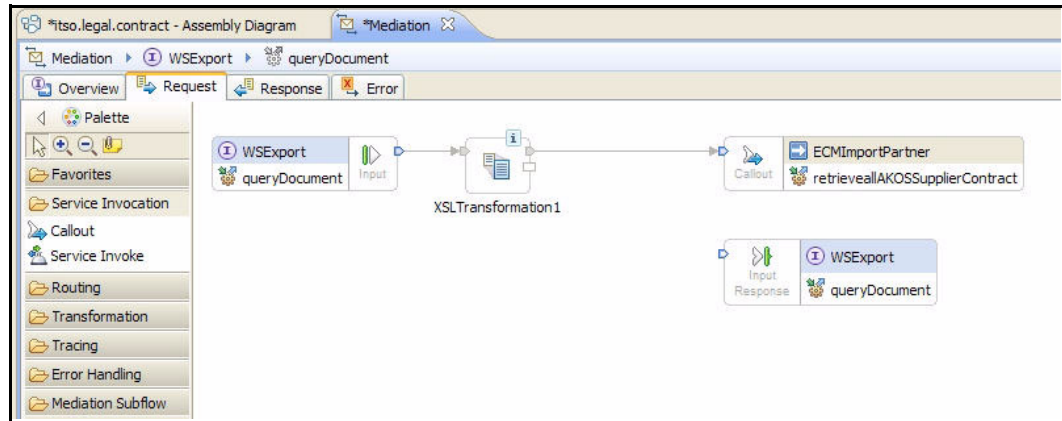 *itso.legal.contract - Assembly Diagram
*Mediation
Mediation
WSExport
queryDocument
Overview
Request
Response
Error
Palette
Favorites
Service Invocation
Callout
Service Invoke
Routing
Transformation
Tracing
Error Handling
Mediation Subflow
WSExport
queryDocument
Input
XSLTransformation1
Callout
ECMImportPartner
retrieveallAKOSSupplierContract
Input
Response
WSExport
queryDocument